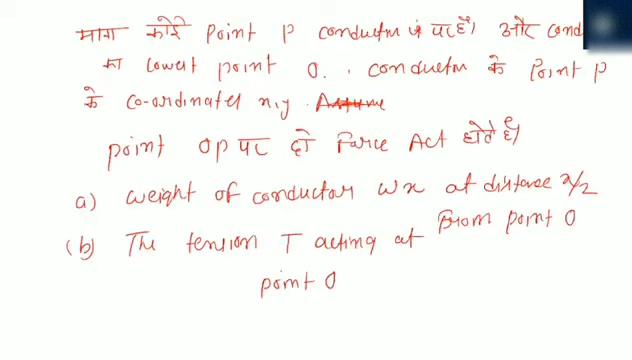 माना कोई point P conductor पर है। और cond
का lowest point O. conductor के point P
के co-ordinates x,y
point OP पर दो Force Act होते है
a) weight of conductor wx at distance x/2
from point O
(b) The tension T acting at
point O